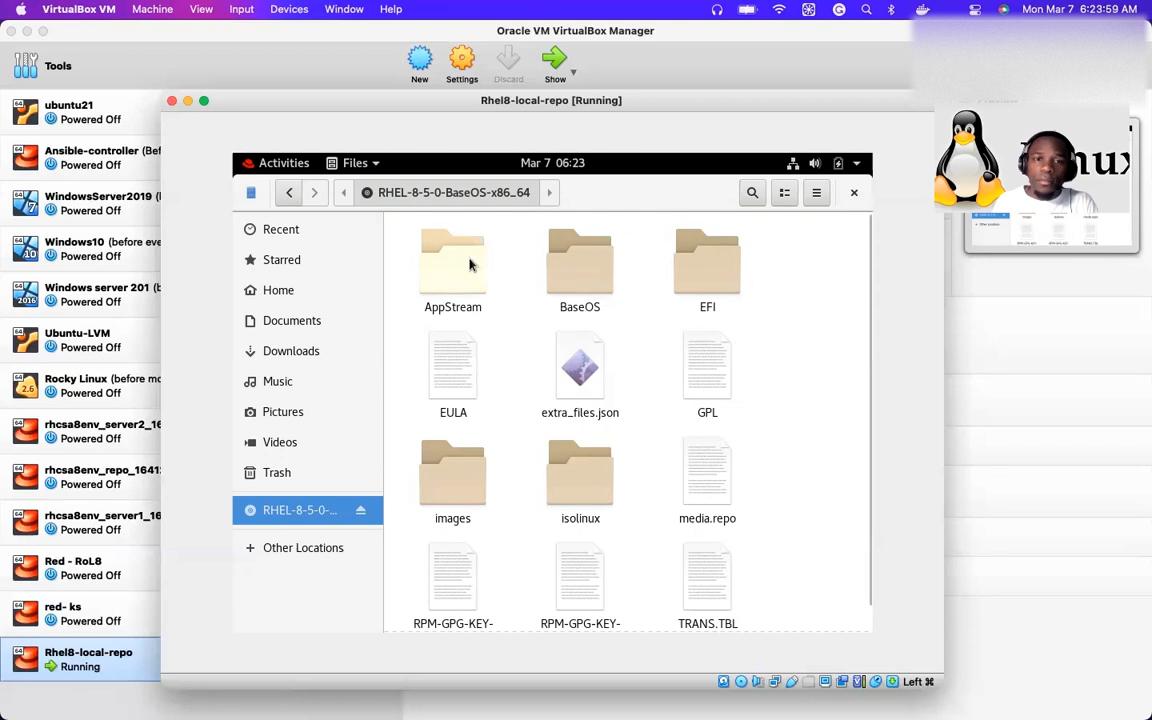 VirtualBox VM Machine View Input Devices Window Help Mon Mar 7 6:23:59 AM
Oracle VM VirtualBox Manager
Tools
New Settings Discard Show
Rhel8-local-repo [Running]
ubuntu21
Powered Off
Ansible-controller (Bef
Powered Off
WindowsServer2019 (b
Powered Off
Windows10 (before eve
Powered Off
Windows server 201 (b
Powered Off
Ubuntu-LVM
Powered Off
Rocky Linux (before mo
Powered Off
rhcsa8env_server2_16
Powered Off
rhcsa8env_repo_1641
Powered Off
rhcsa8env_server1_16
Powered Off
Red - RoL8
Powered Off
red- ks
Powered Off
Rhel8-local-repo
Running
Activities Files Mar 7 06:23
RHEL-8-5-0-BaseOS-x86_64
Recent
Starred
Home
Documents
Downloads
Music
Pictures
Videos
Trash
RHEL-8-5-0-...
Other Locations
AppStream BaseOS EFI
EULA extra_files.json GPL
images isolinux media.repo
RPM-GPG-KEY- RPM-GPG-KEY- TRANS.TBL
Left ⌘